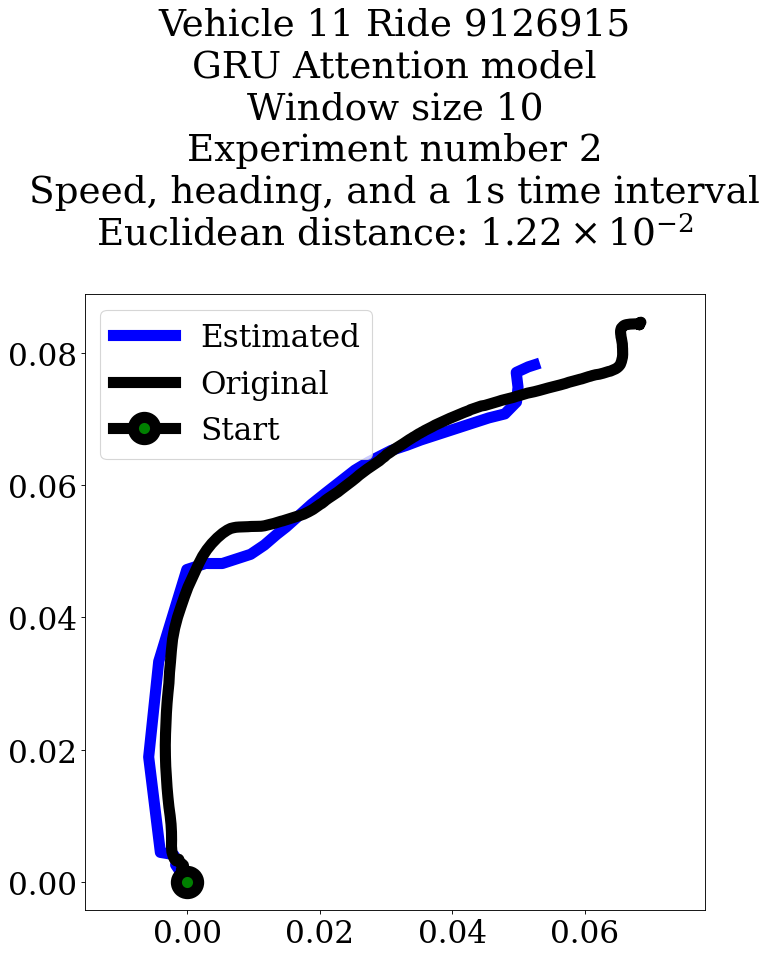 Vehicle 11 Ride 9126915
GRU Attention model
Window size 10
Experiment number 2
Speed, heading, and a 1s time interval
Euclidean distance: 1.22 × 10⁻²
Estimated
Original
Start
0.08
0.06
0.04
0.02
0.00
0.00 0.02 0.04 0.06